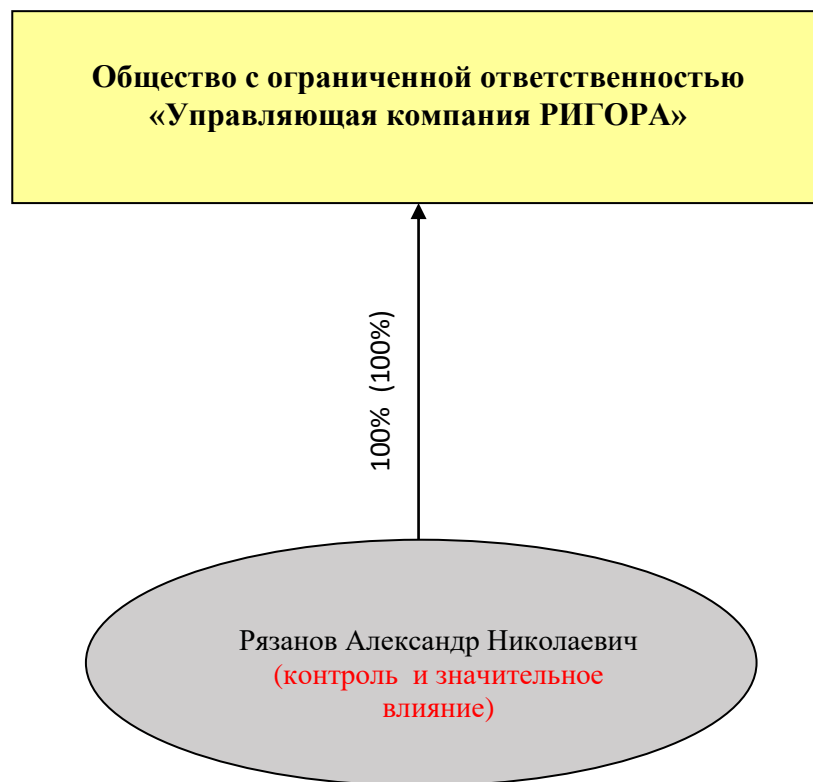 Общество с ограниченной ответственностью
«Управляющая компания РИГОРА»
100% (100%)
Рязанов Александр Николаевич
(контроль и значительное
влияние)